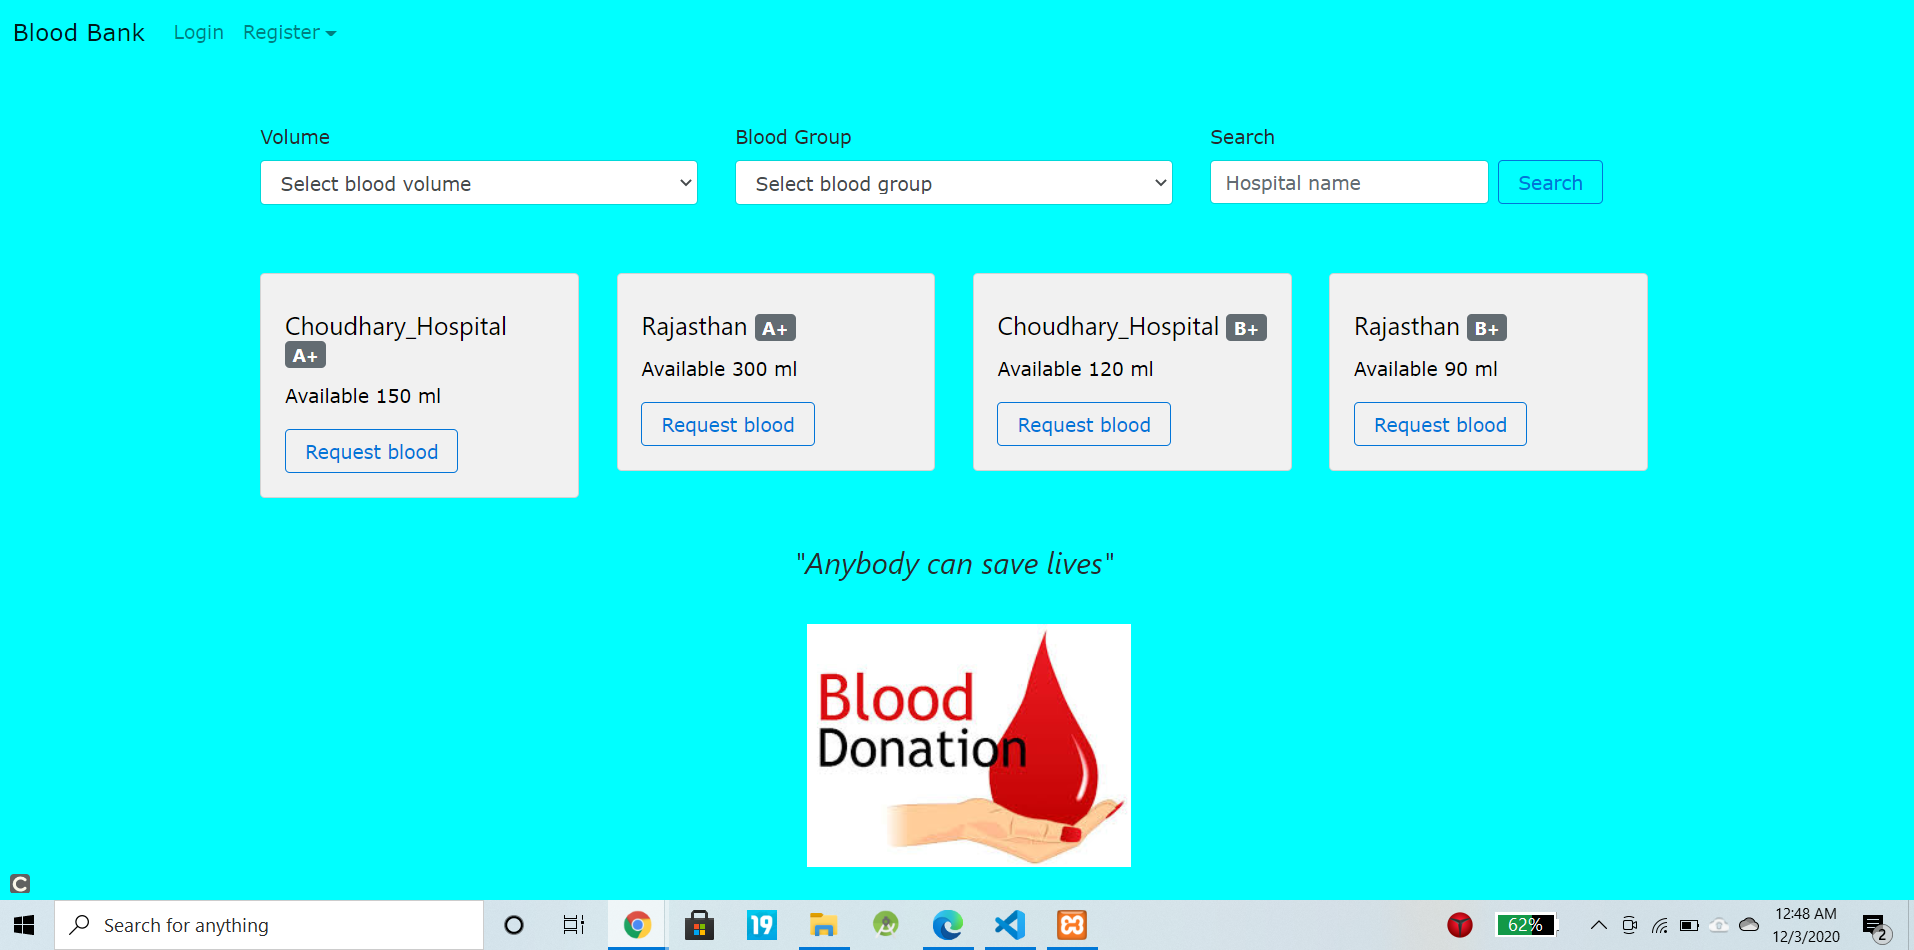 Blood Bank Login Register
Volume Blood Group Search
Select blood volume Select blood group Hospital name Search
Choudhary_Hospital
A+
Available 150 ml
Request blood
Rajasthan A+
Available 300 ml
Request blood
Choudhary_Hospital B+
Available 120 ml
Request blood
Rajasthan B+
Available 90 ml
Request blood
"Anybody can save lives"
Blood
Donation
C
Search for anything
19
62%
12:48 AM
12/3/2020
2